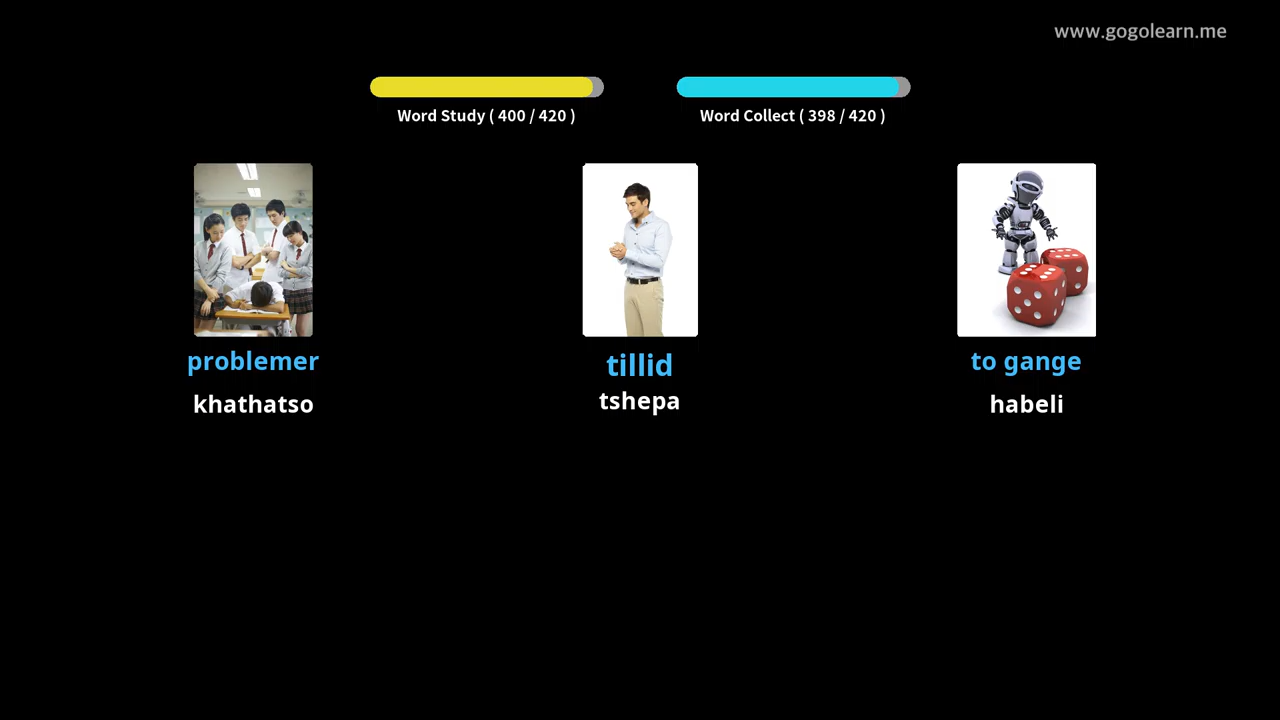 www.gogolearn.me
Word Study ( 400 / 420 )
Word Collect ( 398 / 420 )
problemer
khathatso
tillid
tshepa
to gange
habeli